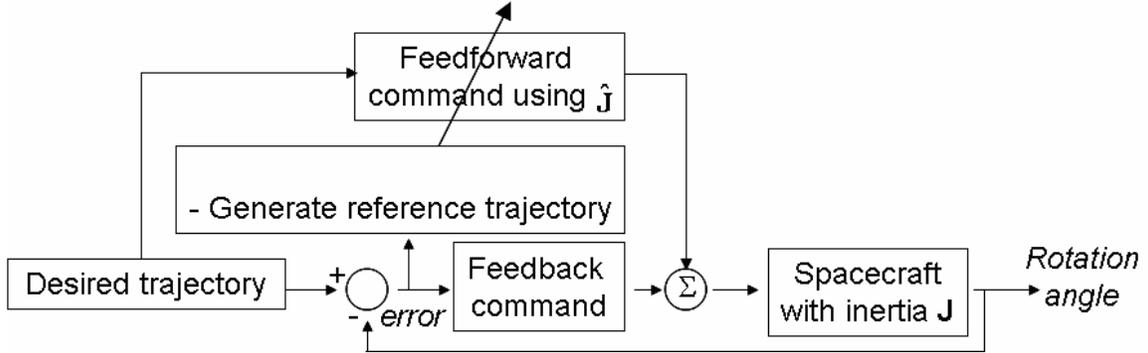 Feedforward
command using Ĵ
- Generate reference trajectory
Desired trajectory
+
-
error
Feedback
command
Σ
Spacecraft
with inertia J
Rotation
angle